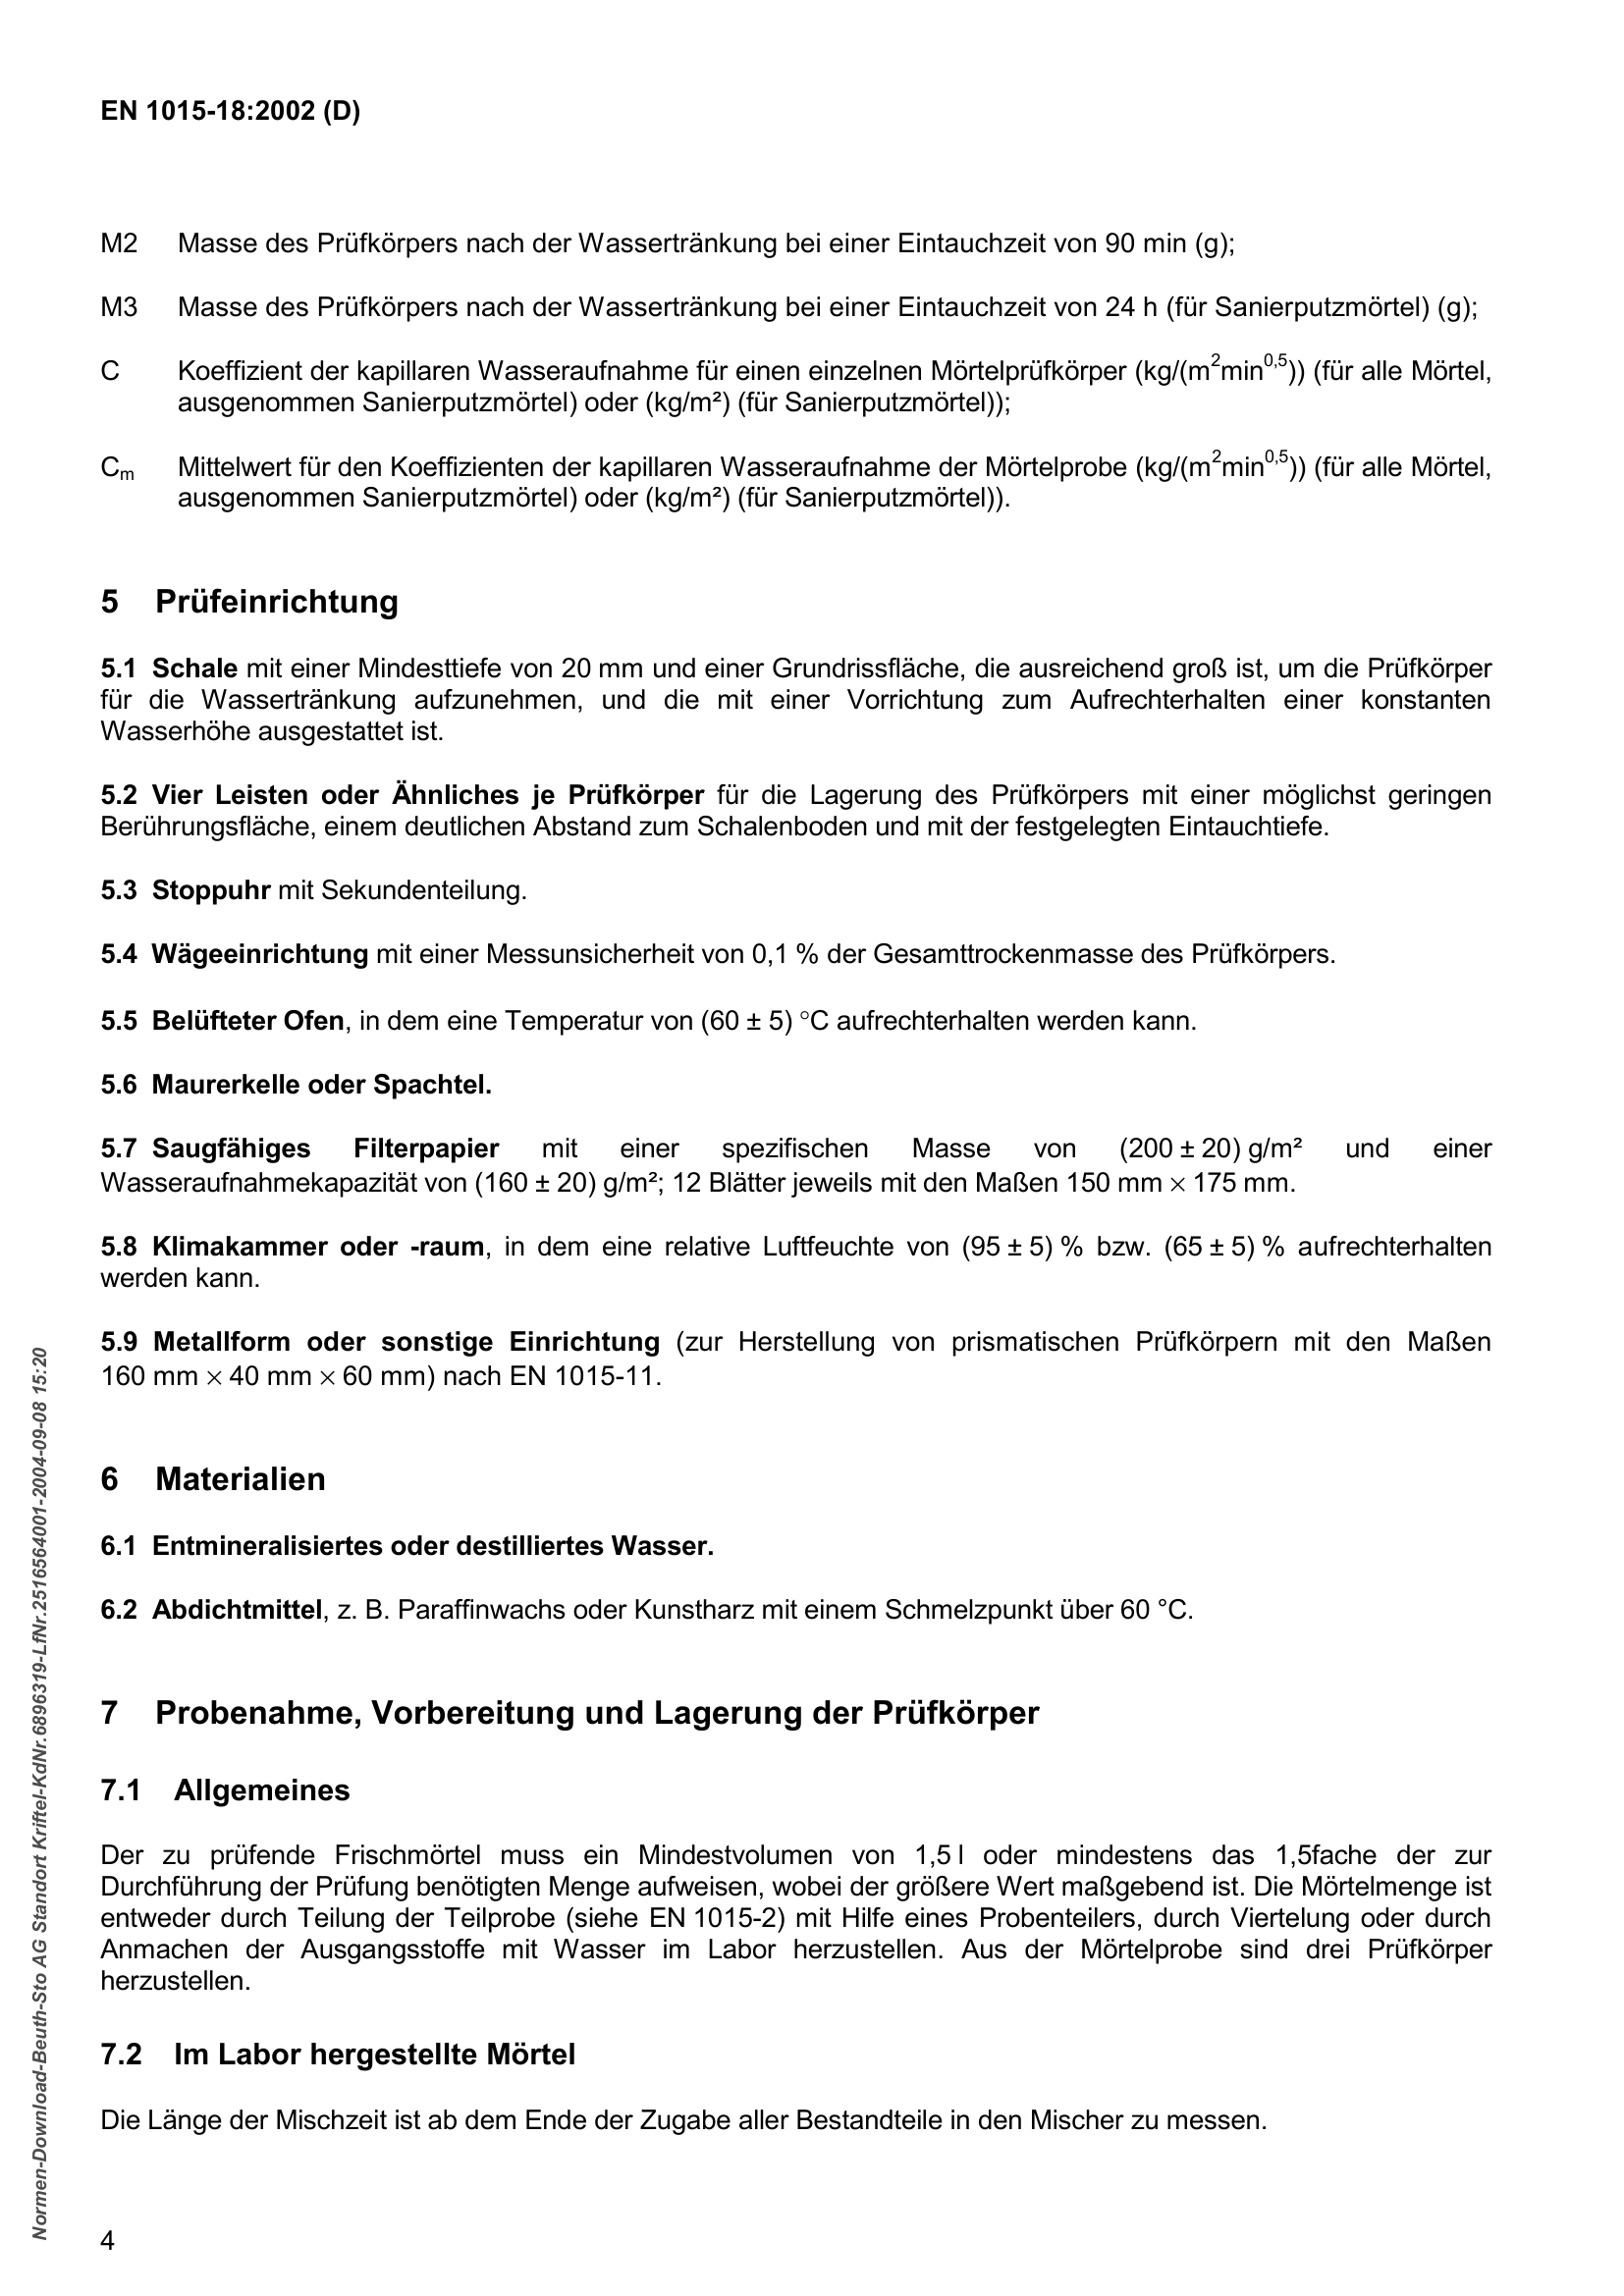 EN 1015-18:2002 (D)
M2 Masse des Prüfkörpers nach der Wassertränkung bei einer Eintauchzeit von 90 min (g);
M3 Masse des Prüfkörpers nach der Wassertränkung bei einer Eintauchzeit von 24 h (für Sanierputzmörtel) (g);
C Koeffizient der kapillaren Wasseraufnahme für einen einzelnen Mörtelprüfkörper (kg/(m²min⁰,⁵)) (für alle Mörtel,
ausgenommen Sanierputzmörtel) oder (kg/m²) (für Sanierputzmörtel));
Cₘ Mittelwert für den Koeffizienten der kapillaren Wasseraufnahme der Mörtelprobe (kg/(m²min⁰,⁵)) (für alle Mörtel,
ausgenommen Sanierputzmörtel) oder (kg/m²) (für Sanierputzmörtel)).
5 Prüfeinrichtung
5.1 Schale mit einer Mindesttiefe von 20 mm und einer Grundrissfläche, die ausreichend groß ist, um die Prüfkörper
für die Wassertränkung aufzunehmen, und die mit einer Vorrichtung zum Aufrechterhalten einer konstanten
Wasserhöhe ausgestattet ist.
5.2 Vier Leisten oder Ähnliches je Prüfkörper für die Lagerung des Prüfkörpers mit einer möglichst geringen
Berührungsfläche, einem deutlichen Abstand zum Schalenboden und mit der festgelegten Eintauchtiefe.
5.3 Stoppuhr mit Sekundenteilung.
5.4 Wägeeinrichtung mit einer Messunsicherheit von 0,1 % der Gesamttrockenmasse des Prüfkörpers.
5.5 Belüfteter Ofen, in dem eine Temperatur von (60 ± 5) °C aufrechterhalten werden kann.
5.6 Maurerkelle oder Spachtel.
5.7 Saugfähiges Filterpapier mit einer spezifischen Masse von (200 ± 20) g/m² und einer
Wasseraufnahmekapazität von (160 ± 20) g/m²; 12 Blätter jeweils mit den Maßen 150 mm × 175 mm.
5.8 Klimakammer oder -raum, in dem eine relative Luftfeuchte von (95 ± 5) % bzw. (65 ± 5) % aufrechterhalten
werden kann.
5.9 Metallform oder sonstige Einrichtung (zur Herstellung von prismatischen Prüfkörpern mit den Maßen
160 mm × 40 mm × 60 mm) nach EN 1015-11.
6 Materialien
6.1 Entmineralisiertes oder destilliertes Wasser.
6.2 Abdichtmittel, z. B. Paraffinwachs oder Kunstharz mit einem Schmelzpunkt über 60 °C.
7 Probenahme, Vorbereitung und Lagerung der Prüfkörper
7.1 Allgemeines
Der zu prüfende Frischmörtel muss ein Mindestvolumen von 1,5 l oder mindestens das 1,5fache der zur
Durchführung der Prüfung benötigten Menge aufweisen, wobei der größere Wert maßgebend ist. Die Mörtelmenge ist
entweder durch Teilung der Teilprobe (siehe EN 1015-2) mit Hilfe eines Probenteilers, durch Viertelung oder durch
Anmachen der Ausgangsstoffe mit Wasser im Labor herzustellen. Aus der Mörtelprobe sind drei Prüfkörper
herzustellen.
7.2 Im Labor hergestellte Mörtel
Die Länge der Mischzeit ist ab dem Ende der Zugabe aller Bestandteile in den Mischer zu messen.
4
Normen-Download-Beuth-Sto AG Standort Kriftel-KdNr.6896319-LfNr.2516564001-2004-09-08 15:20